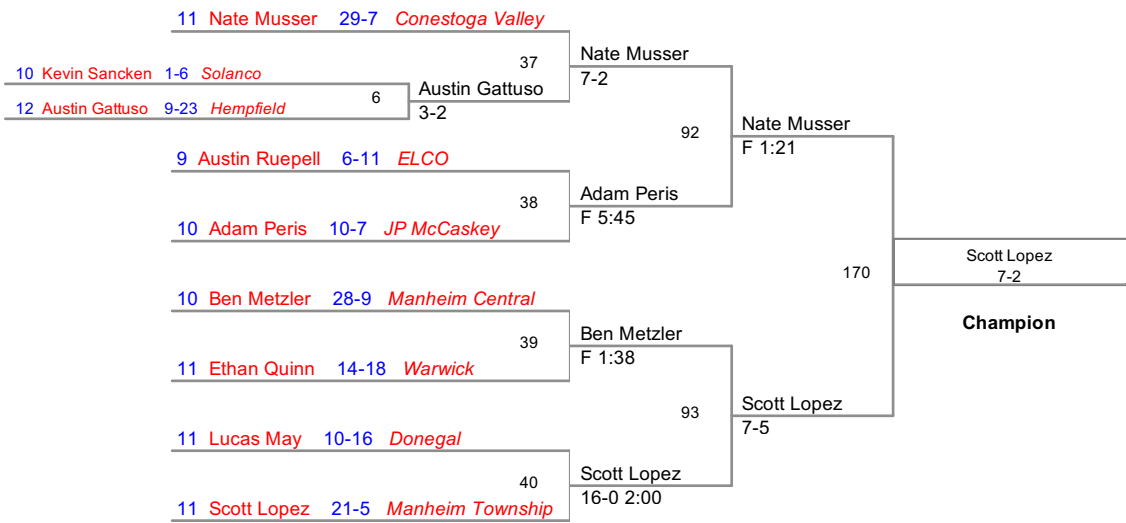 11 Nate Musser 29-7 Conestoga Valley
37
Nate Musser
7-2
10 Kevin Sancken 1-6 Solanco
6
Austin Gattuso
3-2
12 Austin Gattuso 9-23 Hempfield
92
Nate Musser
F 1:21
9 Austin Ruepell 6-11 ELCO
38
Adam Peris
F 5:45
10 Adam Peris 10-7 JP McCaskey
170
Scott Lopez
7-2
Champion
10 Ben Metzler 28-9 Manheim Central
39
Ben Metzler
F 1:38
11 Ethan Quinn 14-18 Warwick
93
Scott Lopez
7-5
11 Lucas May 10-16 Donegal
40
Scott Lopez
16-0 2:00
11 Scott Lopez 21-5 Manheim Township